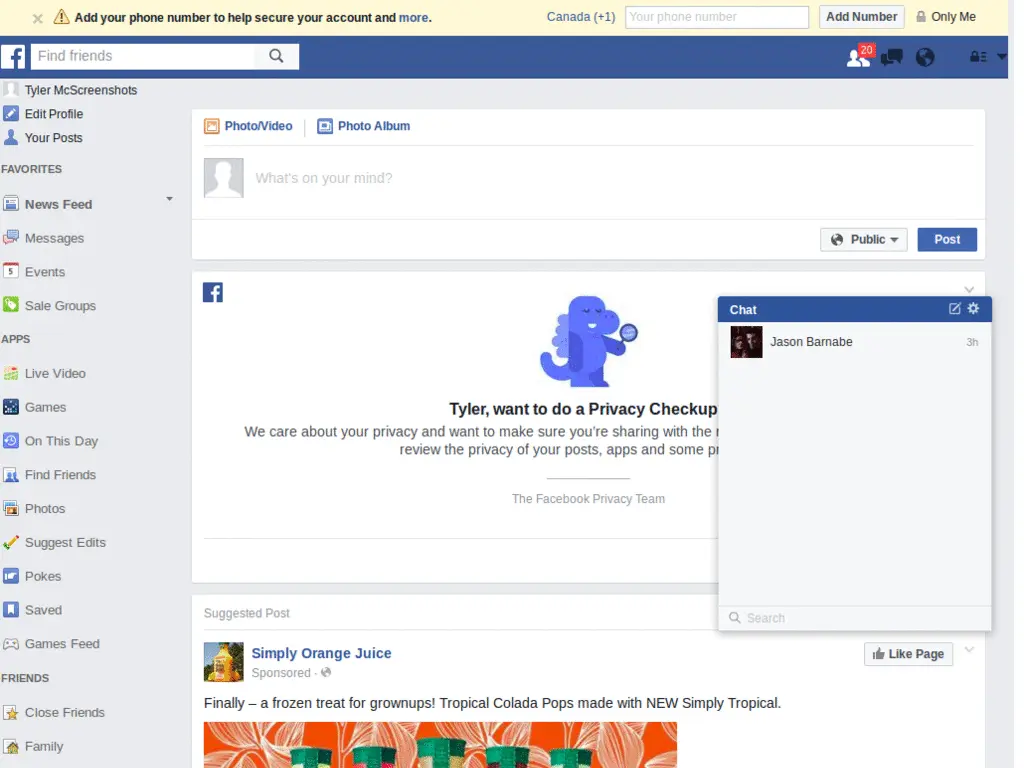 Add your phone number to help secure your account and more.
Canada (+1)
Your phone number
Add Number
Only Me
Find friends
20
Tyler McScreenshots
Edit Profile
Your Posts
FAVORITES
News Feed
Messages
5
Events
Sale Groups
APPS
Live Video
Games
On This Day
Find Friends
Photos
Suggest Edits
Pokes
Saved
Games Feed
FRIENDS
Close Friends
Family
Photo/Video
Photo Album
What's on your mind?
Public
Post
Tyler, want to do a Privacy Checkup
We care about your privacy and want to make sure you're sharing with the
review the privacy of your posts, apps and some
The Facebook Privacy Team
Chat
Jason Barnabe
3h
Search
Suggested Post
Simply Orange Juice
Sponsored ·
Like Page
Finally – a frozen treat for grownups! Tropical Colada Pops made with NEW Simply Tropical.